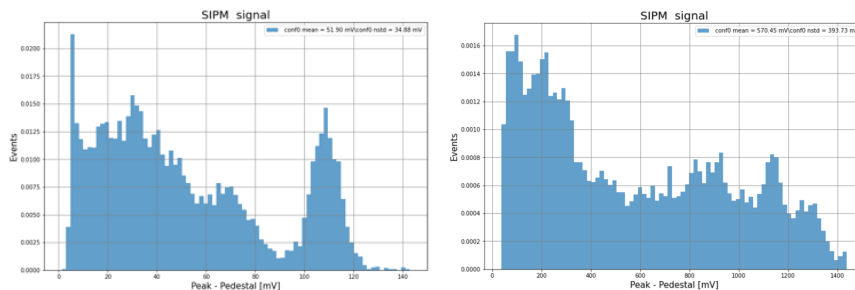 SIPM signal
conf0 mean = 51.90 mV\conf0 nstd = 34.88 mV
Events
0.0200
0.0175
0.0150
0.0125
0.0100
0.0075
0.0050
0.0025
0.0000
0 20 40 60 80 100 120 140
Peak - Pedestal [mV]
SIPM signal
conf0 mean = 570.45 mV\conf0 nstd = 393.73 m
Events
0.0016
0.0014
0.0012
0.0010
0.0008
0.0006
0.0004
0.0002
0.0000
0 200 400 600 800 1000 1200 1400
Peak - Pedestal [mV]